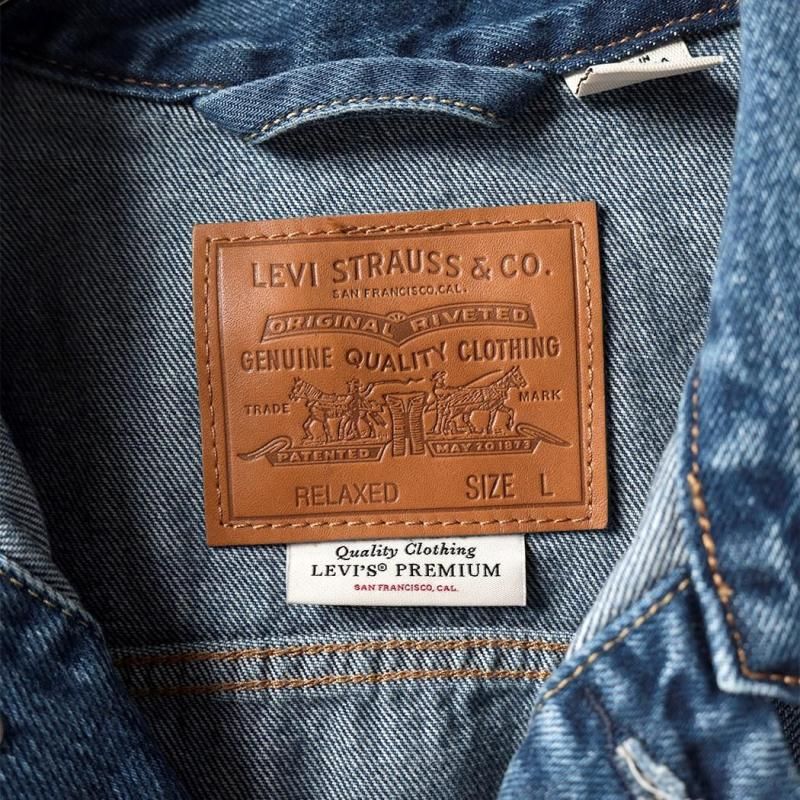 IN
LEVI STRAUSS & CO.
SAN FRANCISCO, CAL.
ORIGINAL RIVETED
GENUINE QUALITY CLOTHING
TRADE MARK
PATENTED MAY 20 1873
RELAXED SIZE L
Quality Clothing
LEVI'S® PREMIUM
SAN FRANCISCO, CAL.